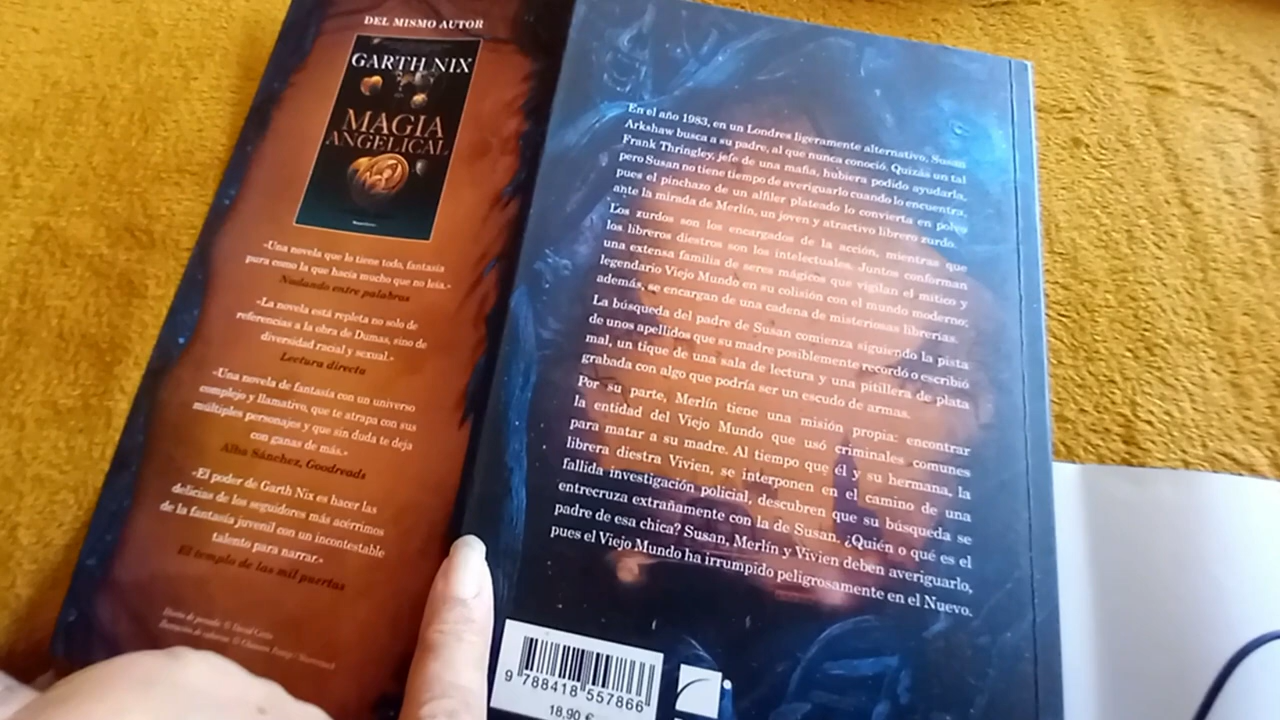 DEL MISMO AUTOR
GARTH NIX
MAGIA
ANGELICAL
«Una novela que lo tiene todo, fantasía
pura como la que hacía mucho que no leía.»
Nadando entre palabras
«La novela está repleta no solo de
referencias a la obra de Dumas, sino de
diversidad racial y sexual.»
Lectura directa
«Una novela de fantasía con un universo
complejo y llamativo, que te atrapa con sus
múltiples personajes y que sin duda te deja
con ganas de más.»
Alba Sánchez, Goodreads
«El poder de Garth Nix es hacer las
delicias de los seguidores más acérrimos
de la fantasía juvenil con un incontestable
talento para narrar.»
El templo de las mil puertas
En el año 1983, en un Londres ligeramente alternativo, Susan
Arkshaw busca a su padre, al que nunca conoció. Quizás un tal
Frank Thringley, jefe de una mafia, hubiera podido ayudarla,
pero Susan no tiene tiempo de averiguarlo cuando lo encuentra,
pues el pinchazo de un alfiler plateado lo convierta en polvo
ante la mirada de Merlín, un joven y atractivo librero zurdo.
Los zurdos son los encargados de la acción, mientras que
los libreros diestros son los intelectuales. Juntos conforman
una extensa familia de seres mágicos que vigilan el mítico y
legendario Viejo Mundo en su colisión con el mundo moderno;
además, se encargan de una cadena de misteriosas librerías.
La búsqueda del padre de Susan comienza siguiendo la pista
de unos apellidos que su madre posiblemente recordó o escribió
mal, un tique de una sala de lectura y una pitillera de plata
grabada con algo que podría ser un escudo de armas.
Por su parte, Merlín tiene una misión propia: encontrar
la entidad del Viejo Mundo que usó criminales comunes
para matar a su madre. Al tiempo que él y su hermana, la
librera diestra Vivien, se interponen en el camino de una
fallida investigación policial, descubren que su búsqueda se
entrecruza extrañamente con la de Susan. ¿Quién o qué es el
padre de esa chica? Susan, Merlín y Vivien deben averiguarlo,
pues el Viejo Mundo ha irrumpido peligrosamente en el Nuevo.
9 788418 557866
18,90 €